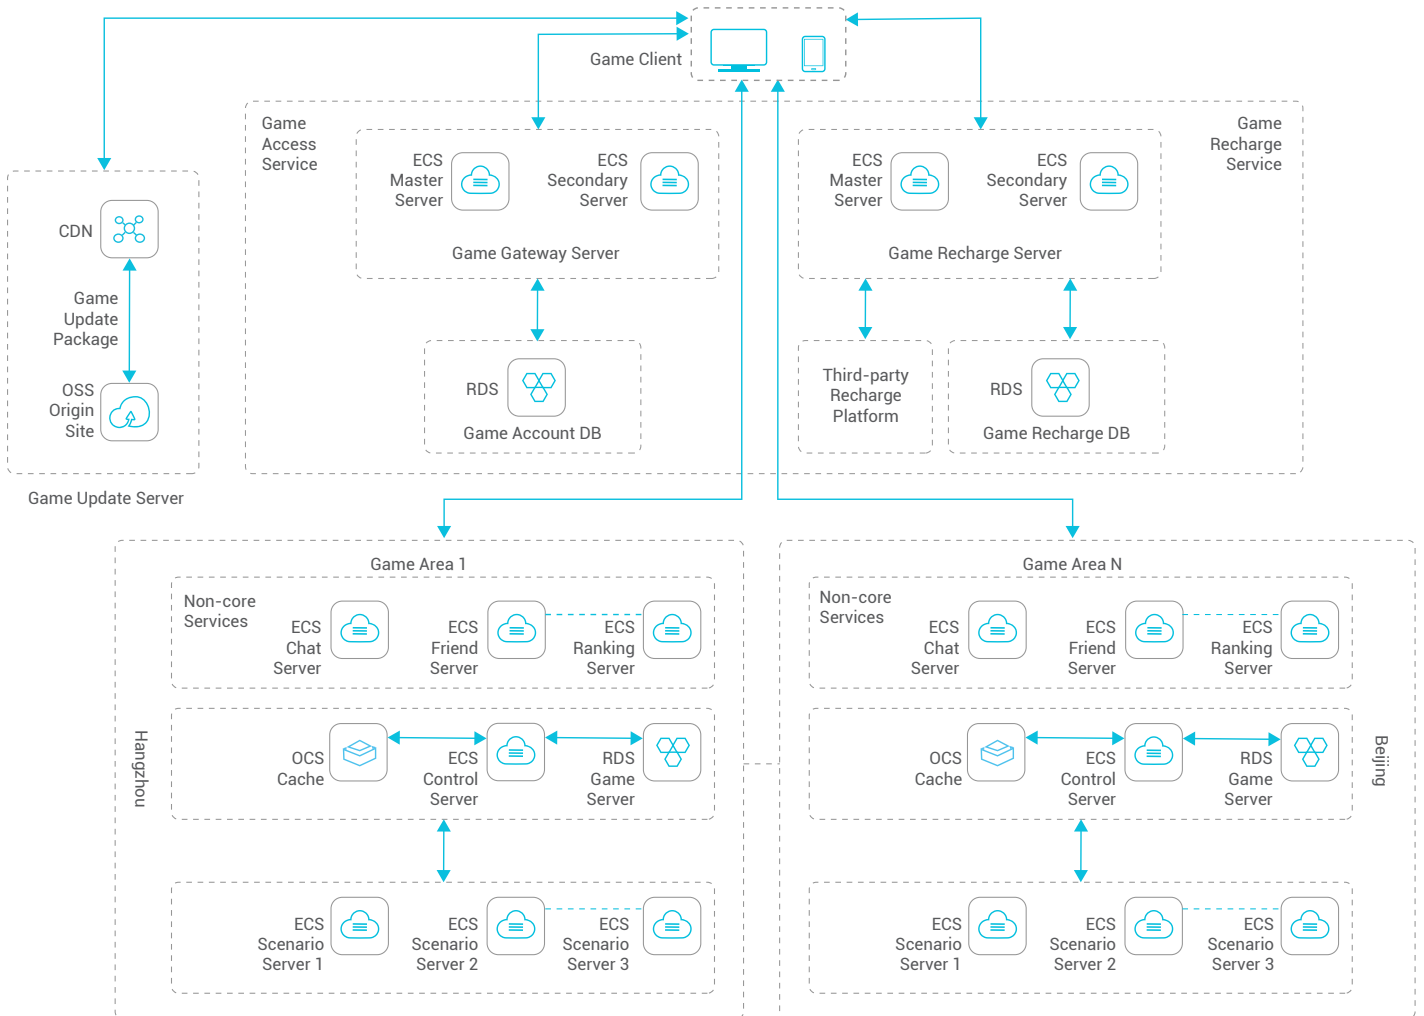 Game Client
Game
Access
Service
ECS
Master
Server
ECS
Secondary
Server
Game Gateway Server
ECS
Master
Server
ECS
Secondary
Server
Game Recharge Server
Game
Recharge
Service
CDN
Game
Update
Package
OSS
Origin
Site
Game Update Server
RDS
Game Account DB
Third-party
Recharge
Platform
RDS
Game Recharge DB
Game Area 1
Non-core
Services
ECS
Chat
Server
ECS
Friend
Server
ECS
Ranking
Server
Hangzhou
OCS
Cache
ECS
Control
Server
RDS
Game
Server
ECS
Scenario
Server 1
ECS
Scenario
Server 2
ECS
Scenario
Server 3
Game Area N
Non-core
Services
ECS
Chat
Server
ECS
Friend
Server
ECS
Ranking
Server
OCS
Cache
ECS
Control
Server
RDS
Game
Server
Beijing
ECS
Scenario
Server 1
ECS
Scenario
Server 2
ECS
Scenario
Server 3